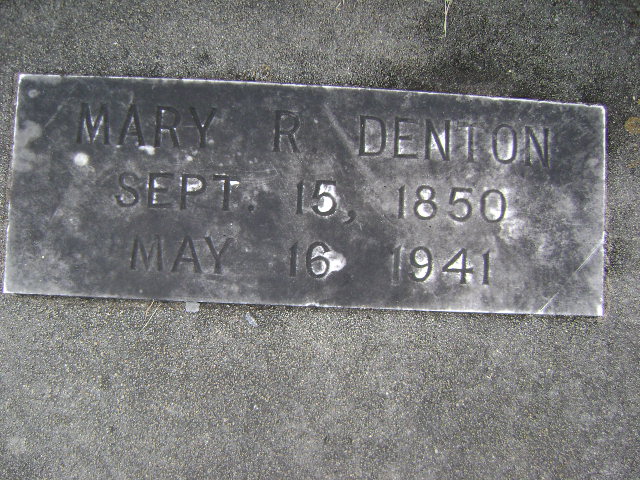 MARY R DENTON
SEPT. 15, 1850
MAY 16 1941